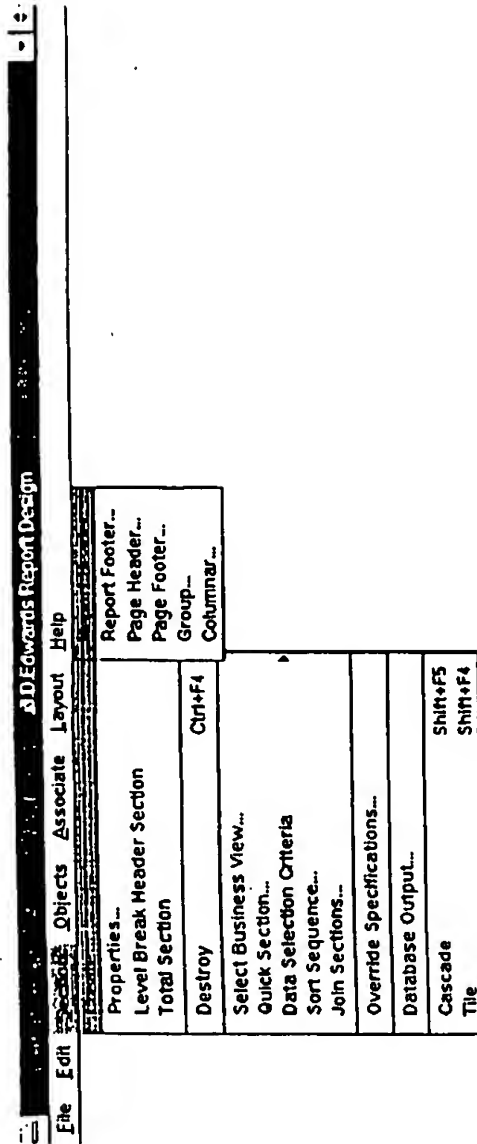 J D Edwards Report Design
File Edit Section Objects Associate Layout Help
Create
Report Footer...
Page Header...
Page Footer...
Group...
Columnar...
Properties...
Level Break Header Section
Total Section
Destroy Ctrl+F4
Select Business View...
Quick Section...
Data Selection Criteria
Sort Sequence...
Join Sections...
Override Specifications...
Database Output...
Cascade Shift+F5
Tile Shift+F4